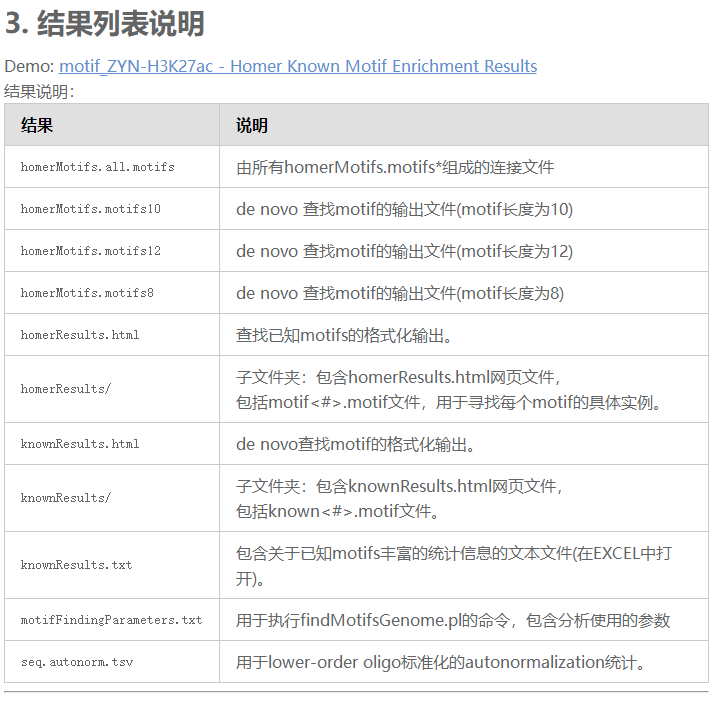 3. 结果列表说明
Demo: motif_ZYN-H3K27ac - Homer Known Motif Enrichment Results
结果说明：
结果 说明
homerMotifs.all.motifs 由所有homerMotifs.motifs*组成的连接文件
homerMotifs.motifs10 de novo 查找motif的输出文件(motif长度为10)
homerMotifs.motifs12 de novo 查找motif的输出文件(motif长度为12)
homerMotifs.motifs8 de novo 查找motif的输出文件(motif长度为8)
homerResults.html 查找已知motifs的格式化输出。
homerResults/ 子文件夹：包含homerResults.html网页文件，
包括motif<#>.motif文件，用于寻找每个motif的具体实例。
knownResults.html de novo查找motif的格式化输出。
knownResults/ 子文件夹：包含knownResults.html网页文件，
包括known<#>.motif文件。
knownResults.txt 包含关于已知motifs丰富的统计信息的文本文件(在EXCEL中打
开)。
motifFindingParameters.txt 用于执行findMotifsGenome.pl的命令，包含分析使用的参数
seq.autonorm.tsv 用于lower-order oligo标准化的autonormalization统计。